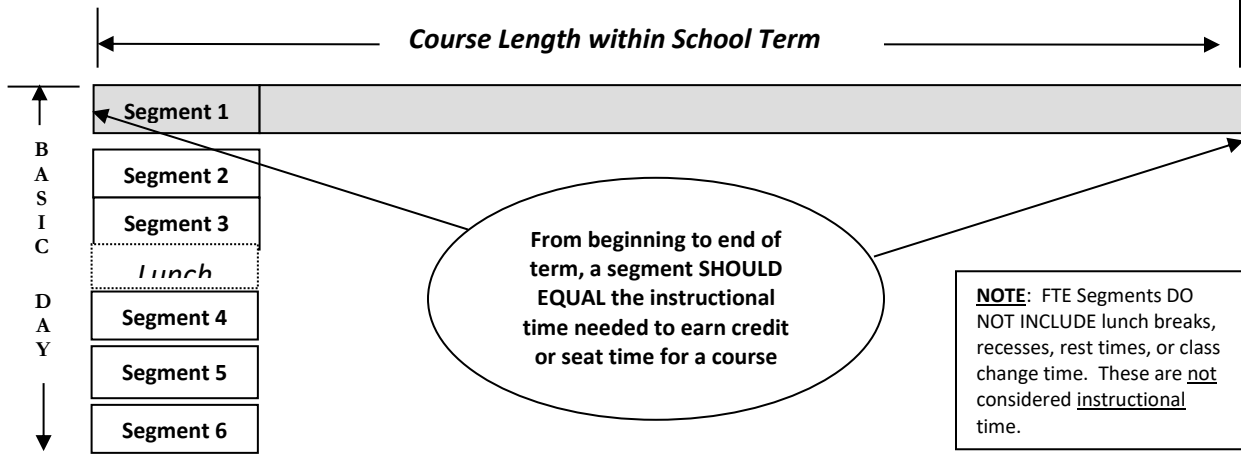 Course Length within School Term
BASIC DAY
Segment 1
Segment 2
Segment 3
Lunch
Segment 4
Segment 5
Segment 6
From beginning to end of
term, a segment SHOULD
EQUAL the instructional
time needed to earn credit
or seat time for a course
NOTE: FTE Segments DO
NOT INCLUDE lunch breaks,
recesses, rest times, or class
change time. These are not
considered instructional
time.